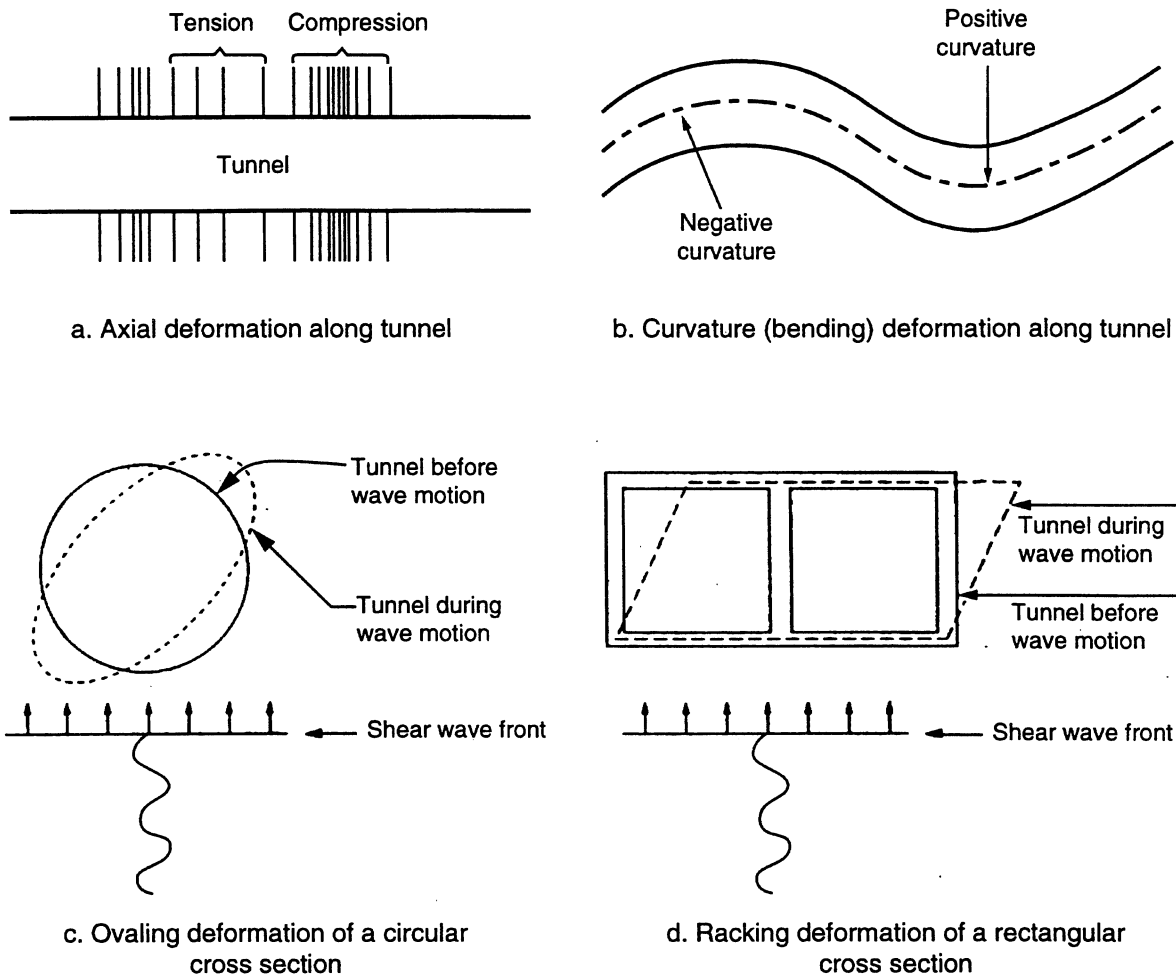 Tension
Compression
Tunnel
a. Axial deformation along tunnel
Positive
curvature
Negative
curvature
b. Curvature (bending) deformation along tunnel
Tunnel before
wave motion
Tunnel during
wave motion
Shear wave front
c. Ovaling deformation of a circular
cross section
Tunnel during
wave motion
Tunnel before
wave motion
Shear wave front
d. Racking deformation of a rectangular
cross section